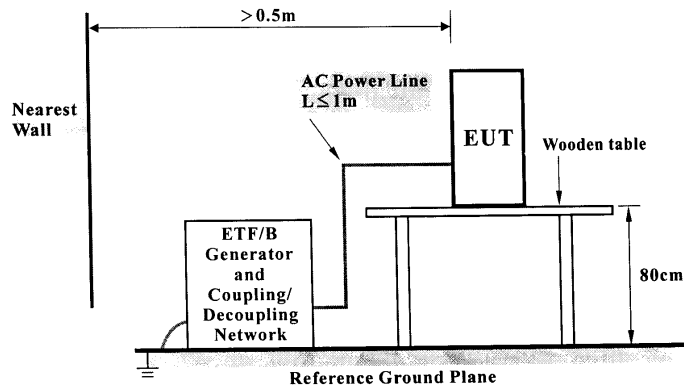 >0.5m
AC Power Line
L≤1m
Nearest
Wall
EUT
Wooden table
ETF/B
Generator
and
Coupling/
Decoupling
Network
80cm
Reference Ground Plane